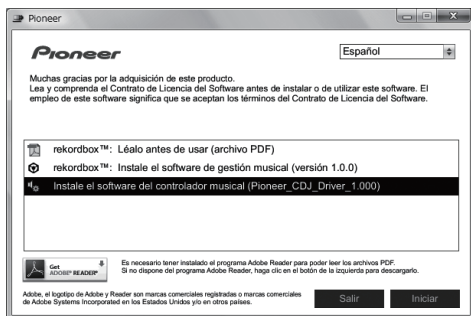 Pioneer
Pioneer
Español
Muchas gracias por la adquisición de este producto.
Lea y comprenda el Contrato de Licencia del Software antes de instalar o de utilizar este software. El
empleo de este software significa que se aceptan los términos del Contrato de Licencia del Software.
rekordbox™: Léalo antes de usar (archivo PDF)
rekordbox™: Instale el software de gestión musical (versión 1.0.0)
Instale el software del controlador musical (Pioneer_CDJ_Driver_1.000)
Get
ADOBE® READER®
Es necesario tener instalado el programa Adobe Reader para poder leer los archivos PDF.
Si no dispone del programa Adobe Reader, haga clic en el botón de la izquierda para descargarlo.
Adobe, el logotipo de Adobe y Reader son marcas comerciales registradas o marcas comerciales
de Adobe Systems Incorporated en los Estados Unidos y/o en otros países.
Salir
Iniciar